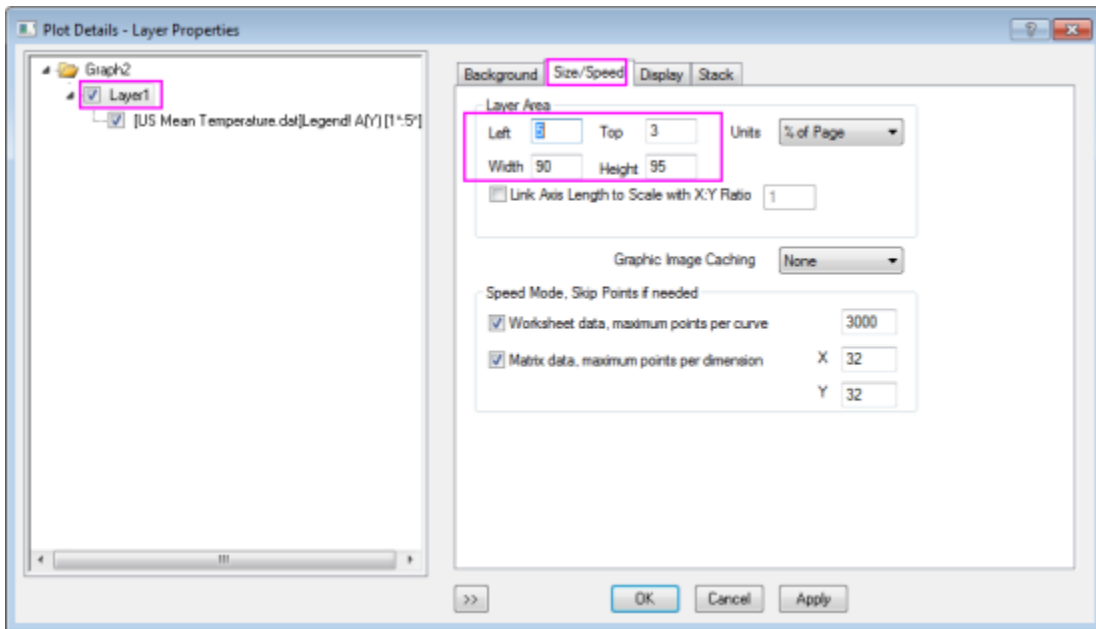 Plot Details - Layer Properties
Graph2
Layer1
[US Mean Temperature.dat]Legend! A(Y) [1*:5*]
Background Size/Speed Display Stack
Layer Area
Left 5 Top 3 Units % of Page
Width 90 Height 95
Link Axis Length to Scale with X:Y Ratio 1
Graphic Image Caching None
Speed Mode, Skip Points if needed
Worksheet data, maximum points per curve 3000
Matrix data, maximum points per dimension X 32
Y 32
>> OK Cancel Apply